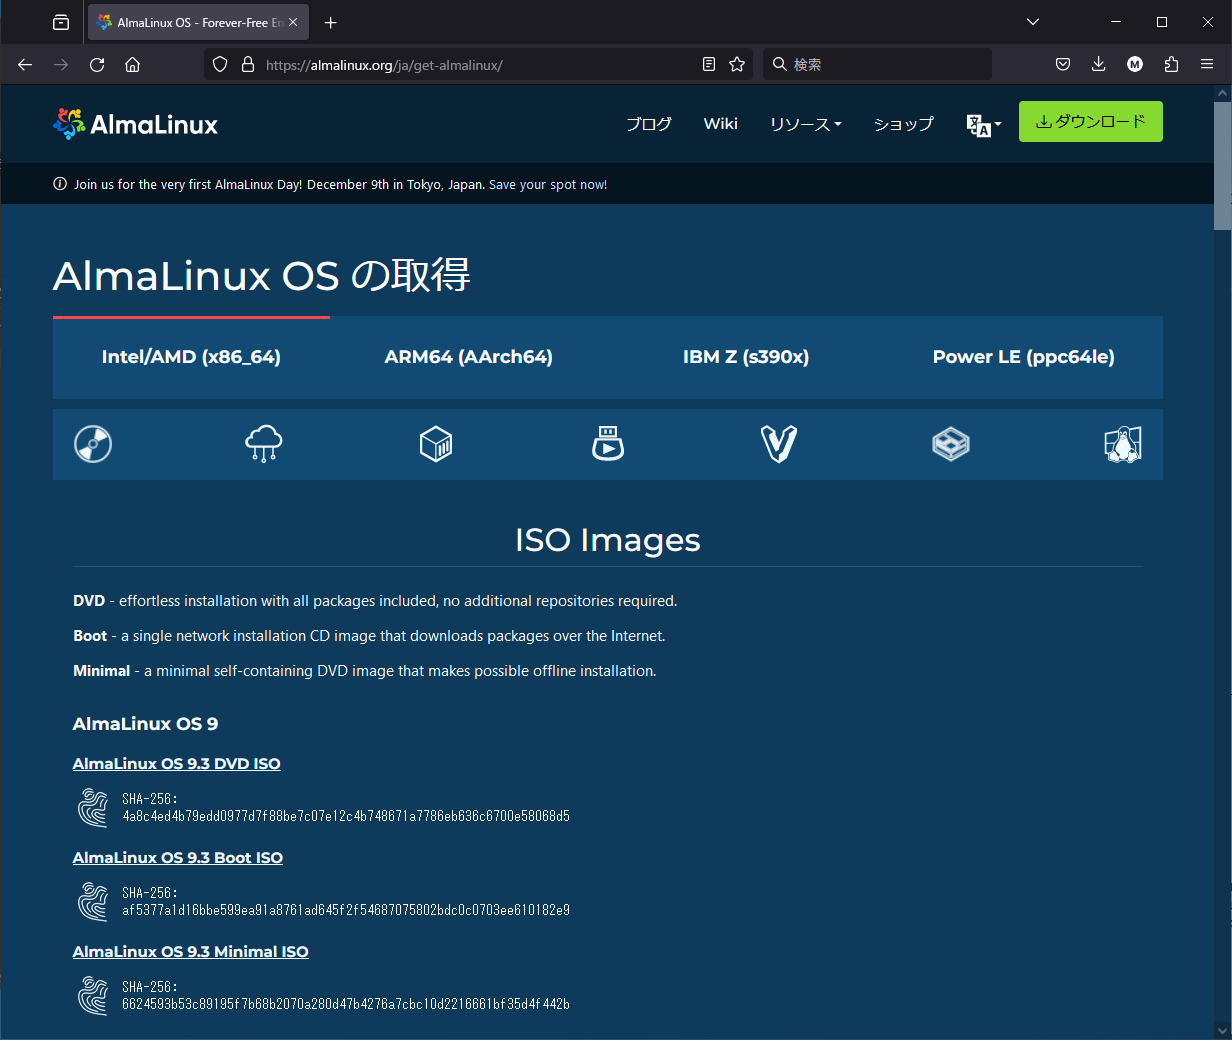 AlmaLinux OS - Forever-Free En
https://almalinux.org/ja/get-almalinux/
検索
AlmaLinux
ブログ
Wiki
リソース
ショップ
ダウンロード
Join us for the very first AlmaLinux Day! December 9th in Tokyo, Japan. Save your spot now!
AlmaLinux OS の取得
Intel/AMD (x86_64)
ARM64 (AArch64)
IBM Z (s390x)
Power LE (ppc64le)
ISO Images
DVD - effortless installation with all packages included, no additional repositories required.
Boot - a single network installation CD image that downloads packages over the Internet.
Minimal - a minimal self-containing DVD image that makes possible offline installation.
AlmaLinux OS 9
AlmaLinux OS 9.3 DVD ISO
SHA-256:
4a8c4ed4b79edd0977d7f88be7c07e12c4b748671a7786eb636c6700e58068d5
AlmaLinux OS 9.3 Boot ISO
SHA-256:
af5377a1d16bbe599ea91a8761ad645f2f54687075802bdc0c0703ee610182e9
AlmaLinux OS 9.3 Minimal ISO
SHA-256:
6624593b53c89195f7b68b2070a280d47b4276a7cbc10d2216661bf35d4f442b